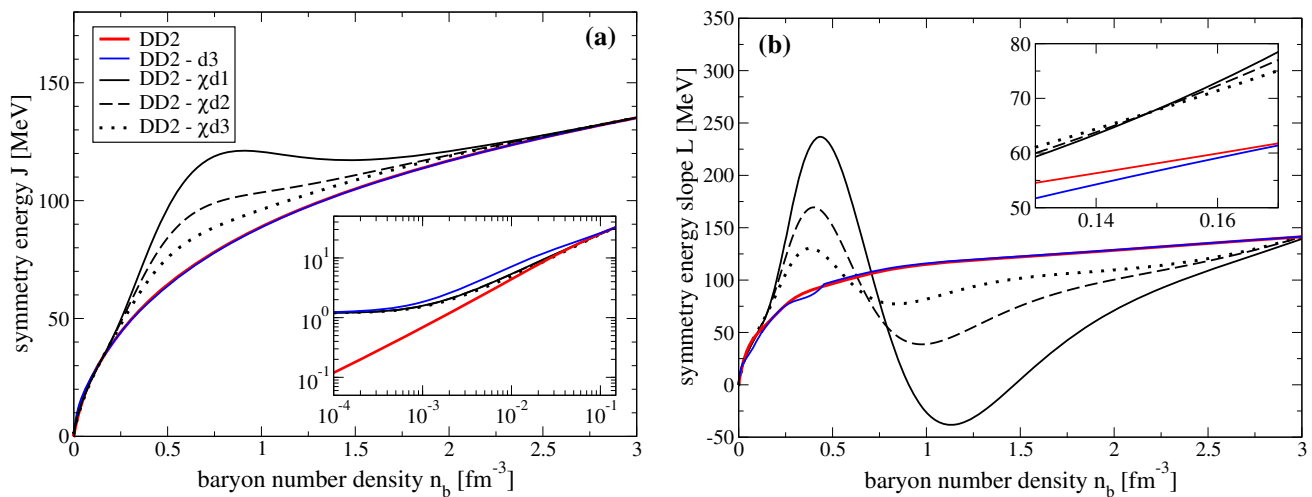 (a)
DD2
DD2 - d3
DD2 - χd1
DD2 - χd2
DD2 - χd3
symmetry energy J [MeV]
150
100
50
0
10^1
10^0
10^-1
10^-4 10^-3 10^-2 10^-1
0 0.5 1 1.5 2 2.5 3
baryon number density n_b [fm^-3]
(b)
symmetry energy slope L [MeV]
350
300
250
200
150
100
50
0
-50
80
70
60
50
0.14 0.16
0 0.5 1 1.5 2 2.5 3
baryon number density n_b [fm^-3]